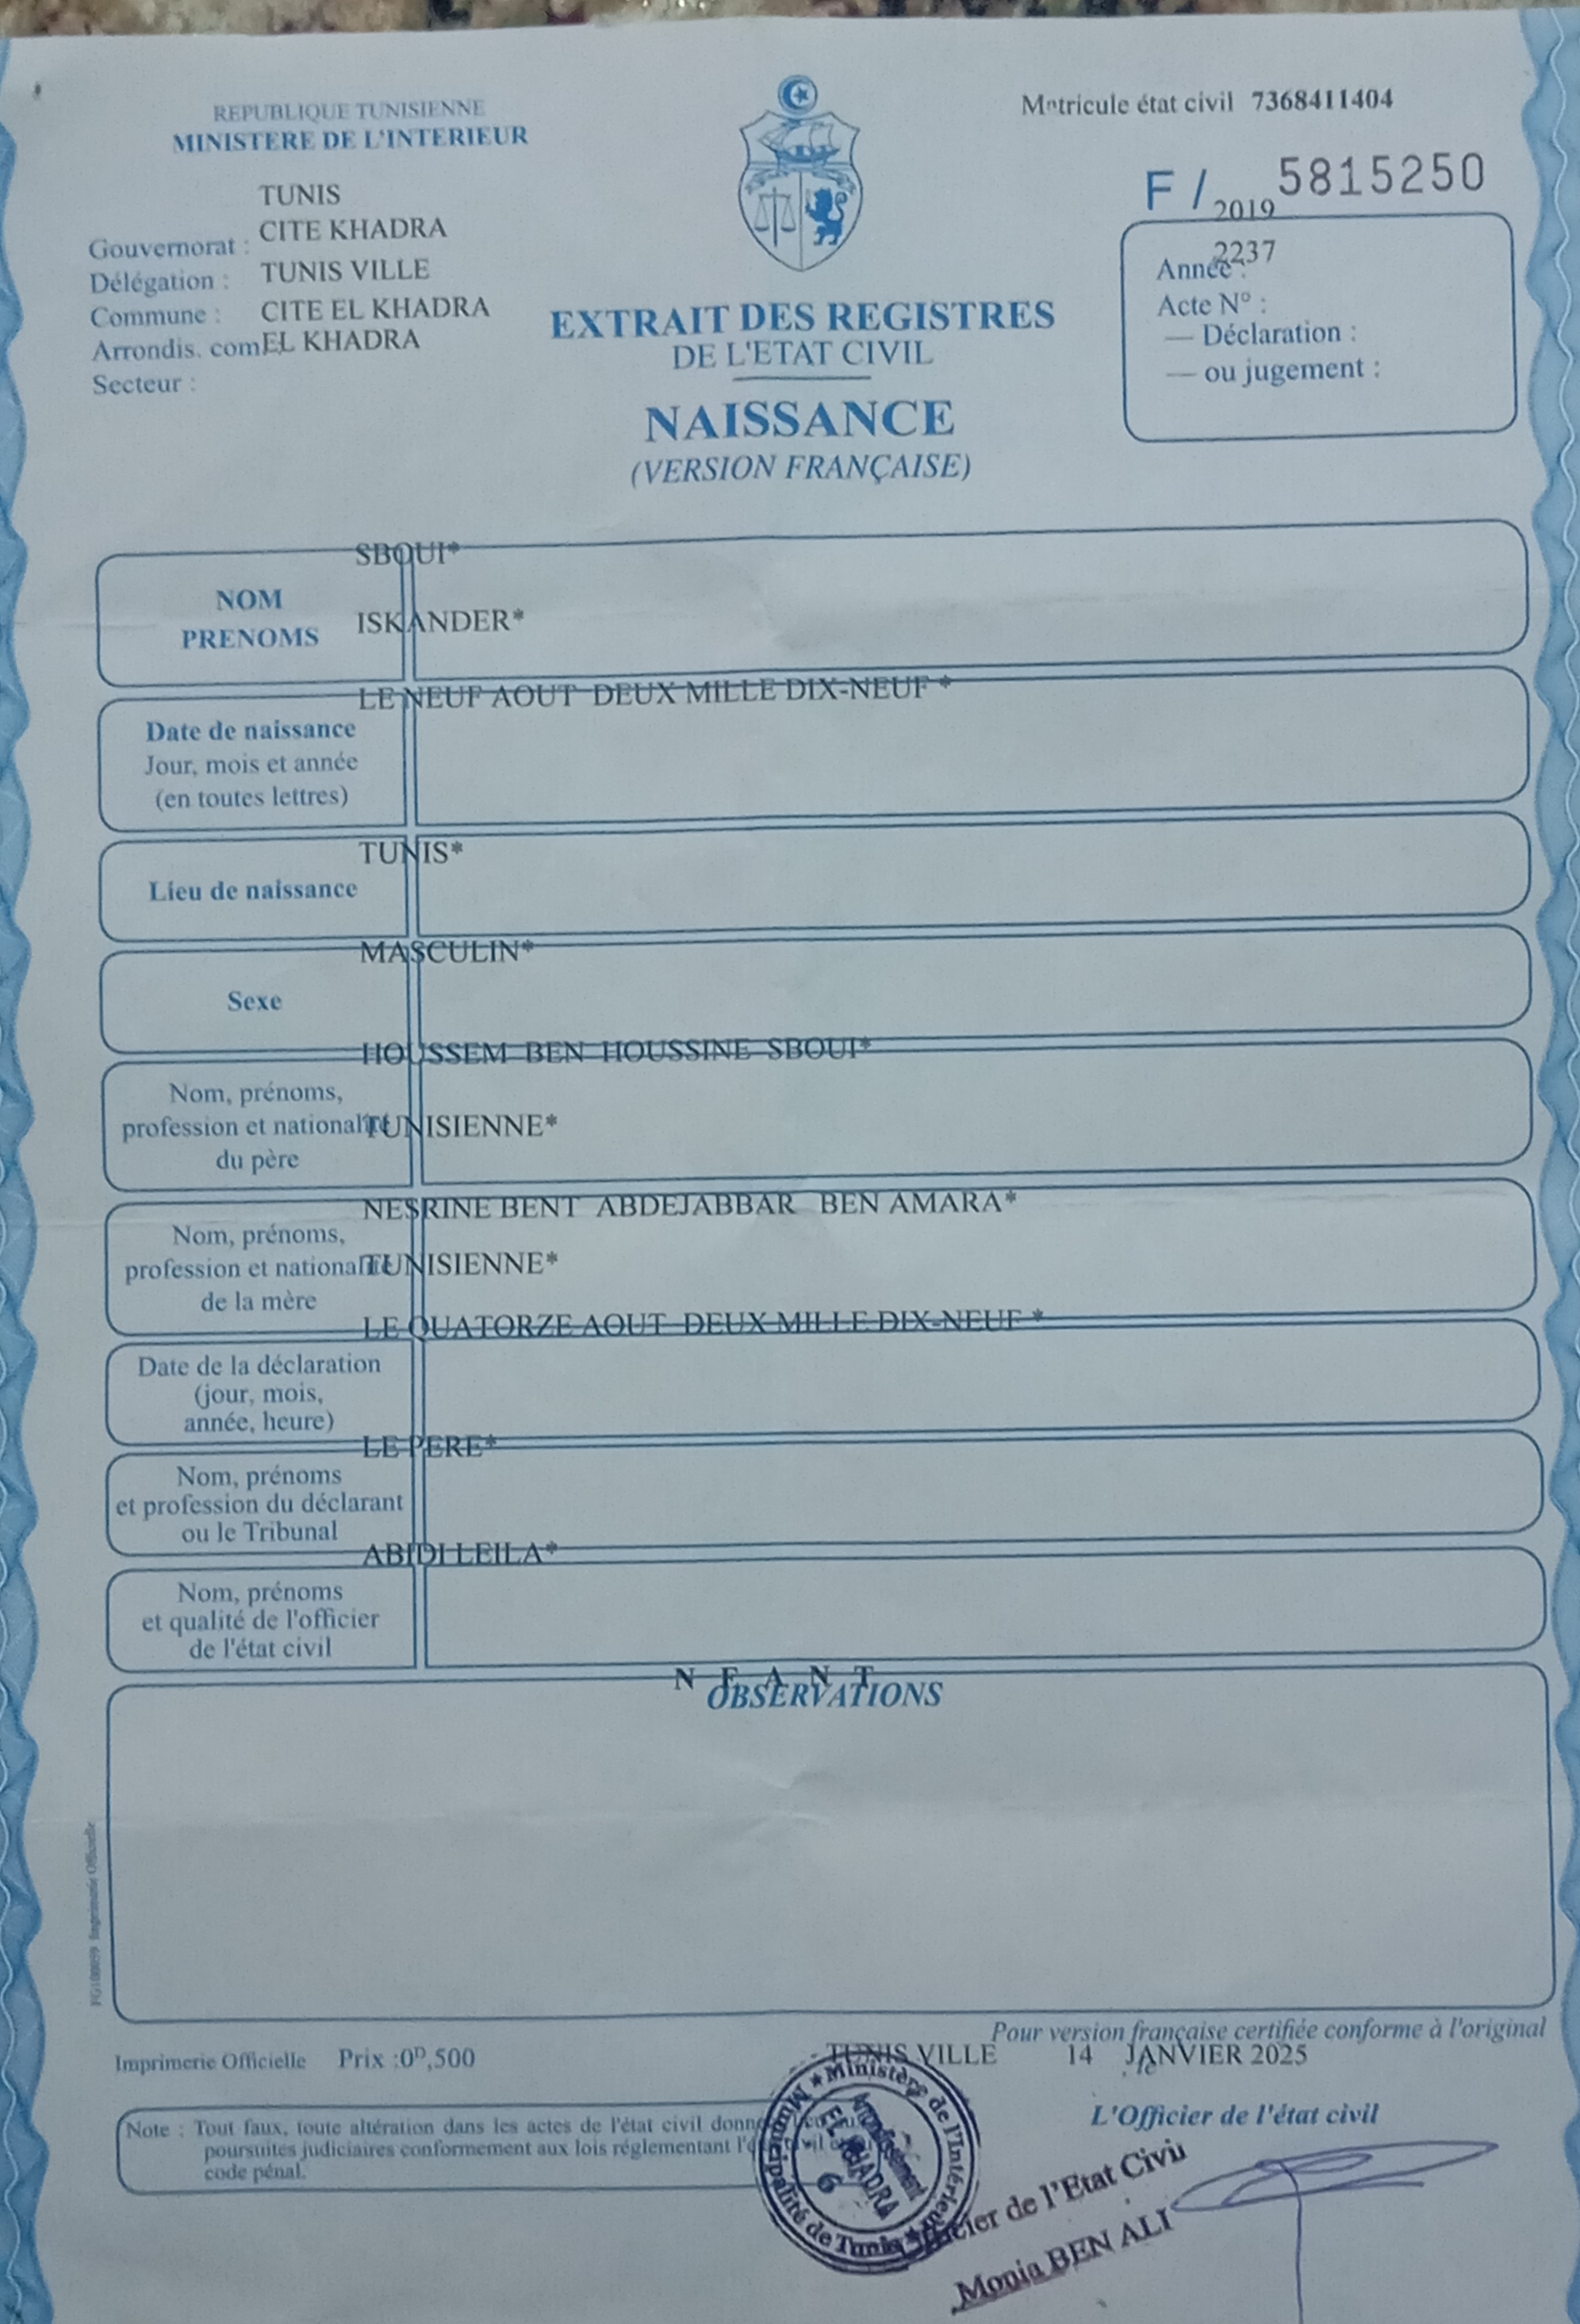 REPUBLIQUE TUNISIENNE
MINISTERE DE L'INTERIEUR
Matricule état civil 7368411404
F / 2019 5815250
TUNIS
Gouvernorat : CITE KHADRA
Délégation : TUNIS VILLE
Commune : CITE EL KHADRA
Arrondis. com EL KHADRA
Secteur :
2237
Année :
Acte N° :
— Déclaration :
— ou jugement :
EXTRAIT DES REGISTRES
DE L'ETAT CIVIL
NAISSANCE
(VERSION FRANÇAISE)
SBOUI*
NOM
PRENOMS
ISKANDER*
LE NEUF AOUT DEUX MILLE DIX-NEUF *
Date de naissance
Jour, mois et année
(en toutes lettres)
TUNIS*
Lieu de naissance
MASCULIN*
Sexe
HOUSSEM BEN HOUSSINE SBOUI*
Nom, prénoms,
profession et nationalité
TUNISIENNE*
du père
NESRINE BENT ABDEJABBAR BEN AMARA*
Nom, prénoms,
profession et nationalité
TUNISIENNE*
de la mère
LE QUATORZE AOUT DEUX MILLE DIX-NEUF *
Date de la déclaration
(jour, mois,
année, heure)
LE PERE*
Nom, prénoms
et profession du déclarant
ou le Tribunal
ABIDI LEILA*
Nom, prénoms
et qualité de l'officier
de l'état civil
N E A N T
OBSERVATIONS
Imprimerie Officielle
Pour version française certifiée conforme à l'original
Imprimerie Officielle Prix :0ᴰ,500
TUNIS VILLE 14 JANVIER 2025
, le
L'Officier de l'état civil
Note : Tout faux, toute altération dans les actes de l'état civil
poursuites judiciaires conformement aux lois réglementant
code pénal.
Ministère de l'Intérieur
Municipalité de Tunis
Arrondissement
EL KHADRA
6
de l'Etat Civil
Monia BEN ALI